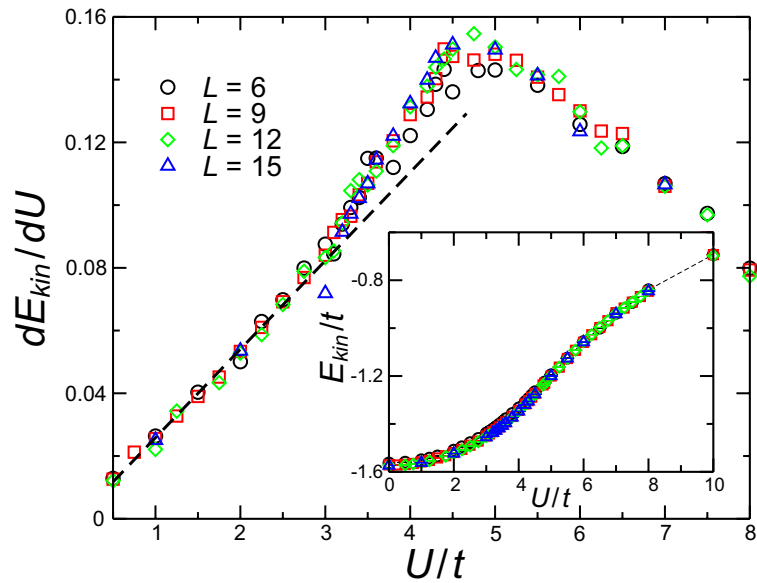 0.16
0.12
0.08
0.04
0
dE_kin/dU
L = 6
L = 9
L = 12
L = 15
1 2 3 4 5 6 7 8
U/t
-0.8
-1.2
-1.6
E_kin/t
0 2 4 6 8 10
U/t